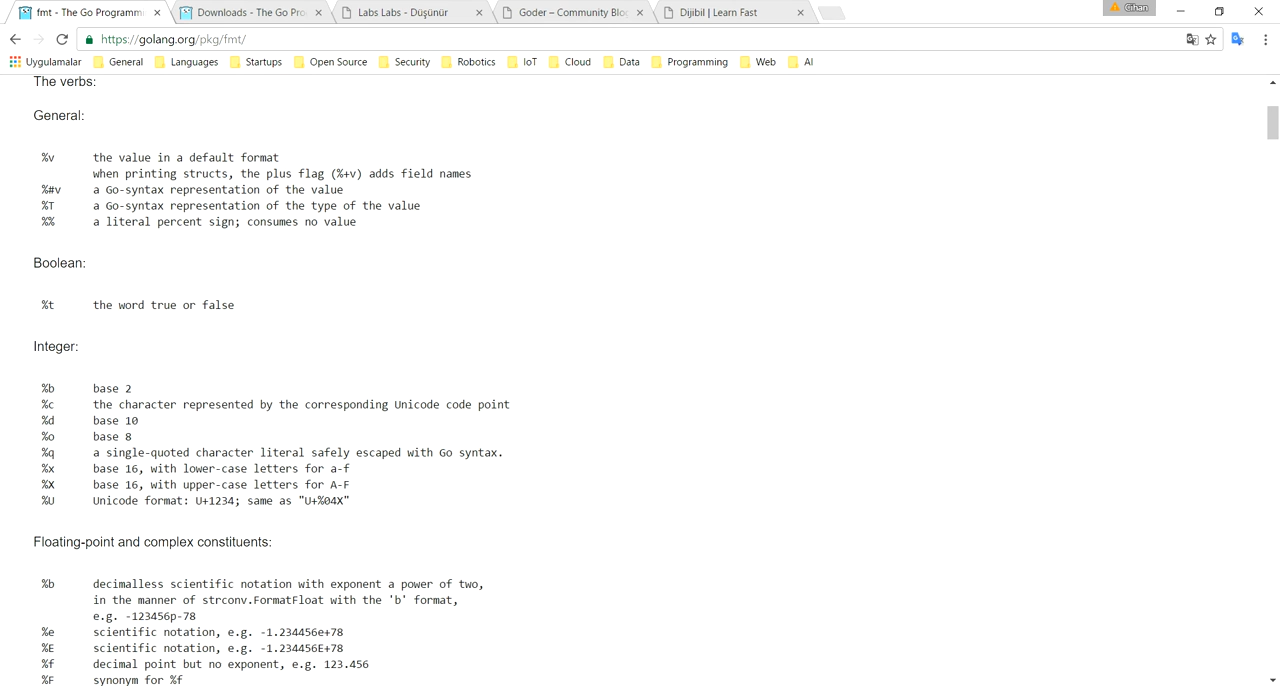 fmt - The Go Programmi
Downloads - The Go Pro
Labs Labs - Düşünür
Goder – Community Blog
Dijibil | Learn Fast
Gihan
https://golang.org/pkg/fmt/
Uygulamalar General Languages Startups Open Source Security Robotics IoT Cloud Data Programming Web AI
The verbs:
General:
%v the value in a default format
when printing structs, the plus flag (%+v) adds field names
%#v a Go-syntax representation of the value
%T a Go-syntax representation of the type of the value
%% a literal percent sign; consumes no value
Boolean:
%t the word true or false
Integer:
%b base 2
%c the character represented by the corresponding Unicode code point
%d base 10
%o base 8
%q a single-quoted character literal safely escaped with Go syntax.
%x base 16, with lower-case letters for a-f
%X base 16, with upper-case letters for A-F
%U Unicode format: U+1234; same as "U+%04X"
Floating-point and complex constituents:
%b decimalless scientific notation with exponent a power of two,
in the manner of strconv.FormatFloat with the 'b' format,
e.g. -123456p-78
%e scientific notation, e.g. -1.234456e+78
%E scientific notation, e.g. -1.234456E+78
%f decimal point but no exponent, e.g. 123.456
%F synonym for %f